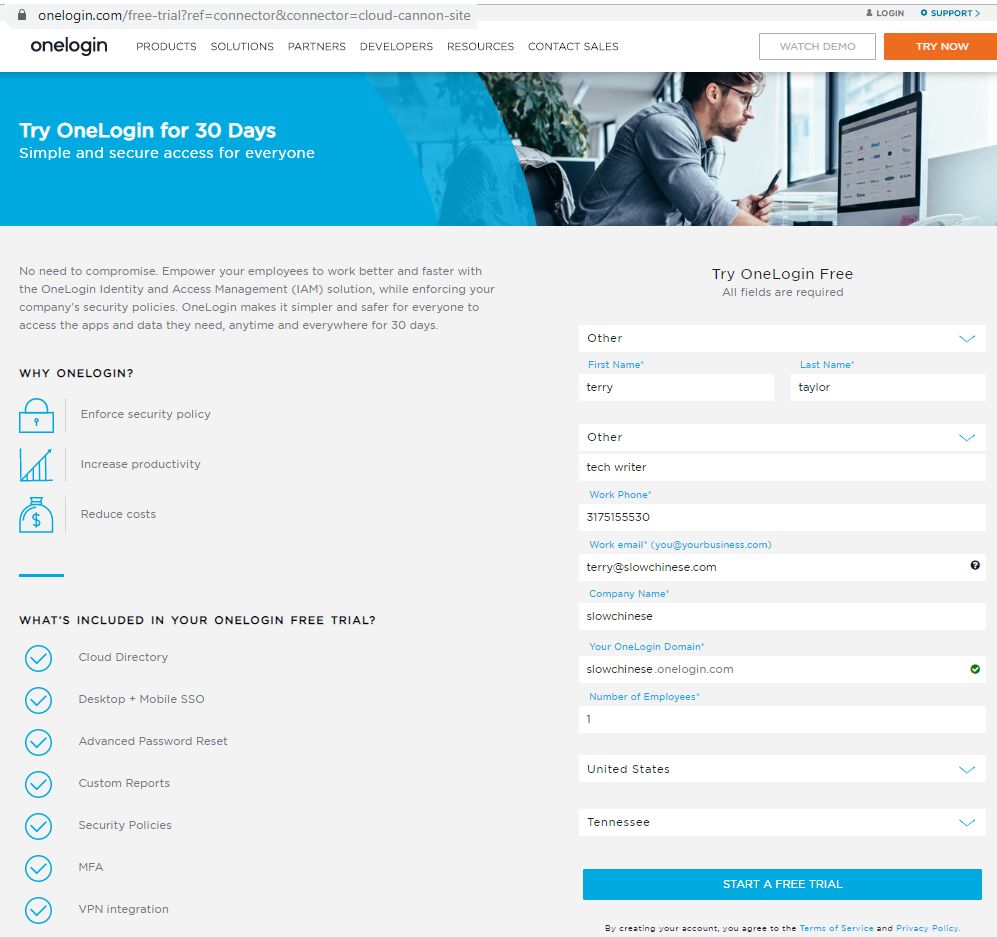 onelogin.com/free-trial?ref=connector&connector=cloud-cannon-site
LOGIN SUPPORT >
onelogin PRODUCTS SOLUTIONS PARTNERS DEVELOPERS RESOURCES CONTACT SALES WATCH DEMO TRY NOW
Try OneLogin for 30 Days
Simple and secure access for everyone
No need to compromise. Empower your employees to work better and faster with
the OneLogin Identity and Access Management (IAM) solution, while enforcing your
company's security policies. OneLogin makes it simpler and safer for everyone to
access the apps and data they need, anytime and everywhere for 30 days.
WHY ONELOGIN?
Enforce security policy
Increase productivity
$
Reduce costs
WHAT'S INCLUDED IN YOUR ONELOGIN FREE TRIAL?
Cloud Directory
Desktop + Mobile SSO
Advanced Password Reset
Custom Reports
Security Policies
MFA
VPN integration
Try OneLogin Free
All fields are required
Other
First Name* Last Name*
terry taylor
Other
tech writer
Work Phone*
3175155530
Work email* (you@yourbusiness.com)
terry@slowchinese.com ?
Company Name*
slowchinese
Your OneLogin Domain*
slowchinese.onelogin.com
Number of Employees*
1
United States
Tennessee
START A FREE TRIAL
By creating your account, you agree to the Terms of Service and Privacy Policy.